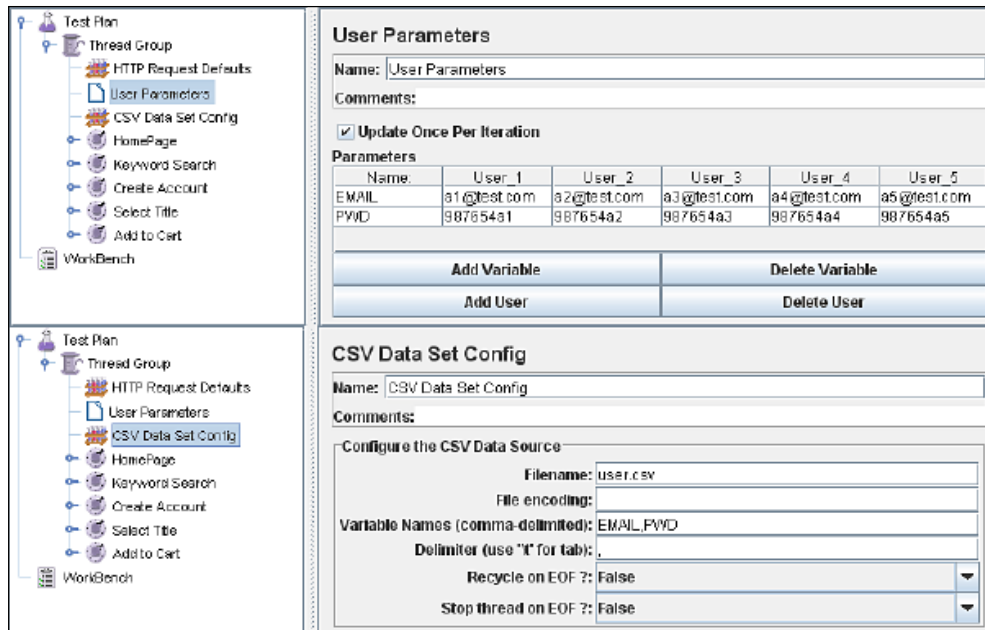 Test Plan
Thread Group
HTTP Request Defaults
User Parameters
CSV Data Set Config
HomePage
Keyword Search
Create Account
Select Title
Add to Cart
WorkBench
User Parameters
Name: User Parameters
Comments:
Update Once Per Iteration
Parameters
Name: User_1 User_2 User_3 User_4 User_5
EMAIL a1@test.com a2@test.com a3@test.com a4@test.com a5@test.com
PWD 987654a1 987654a2 987654a3 987654a4 987654a5
Add Variable Delete Variable
Add User Delete User
Test Plan
Thread Group
HTTP Request Defaults
User Parameters
CSV Data Set Config
HomePage
Keyword Search
Create Account
Select Title
Add to Cart
WorkBench
CSV Data Set Config
Name: CSV Data Set Config
Comments:
Configure the CSV Data Source
Filename: user.csv
File encoding:
Variable Names (comma-delimited): EMAIL,PWD
Delimiter (use "\t" for tab): ,
Recycle on EOF ?: False
Stop thread on EOF ?: False